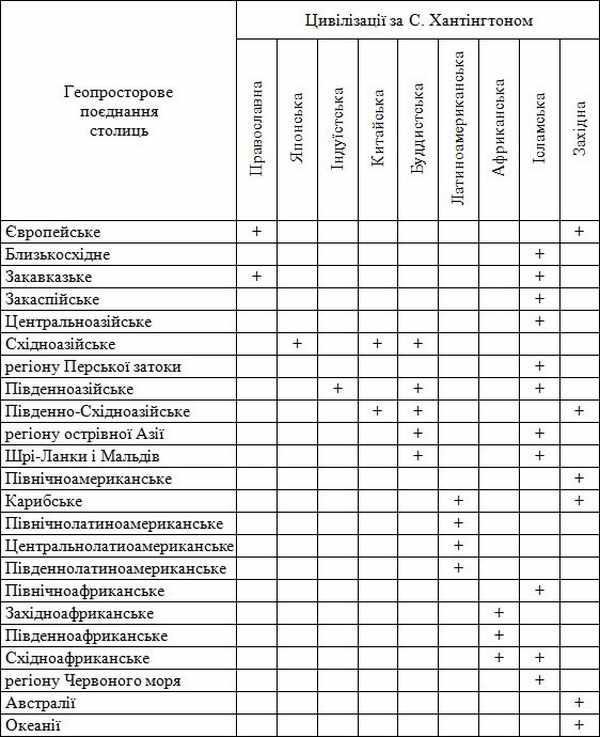 Цивілізації за С. Хантінгтоном
Геопросторове
поєднання
столиць
Православна
Японська
Індуїстська
Китайська
Буддистська
Латиноамериканська
Африканська
Ісламська
Західна
Європейське + +
Близькосхідне +
Закавказьке + +
Закаспійське +
Центральноазійське +
Східноазійське + + +
регіону Перської затоки +
Південноазійське + + +
Південно-Східноазійське + + +
регіону острівної Азії + +
Шрі-Ланки і Мальдів + +
Північноамериканське +
Карибське + +
Північнолатиноамериканське +
Центральнолатиоамериканське +
Південнолатиноамериканське +
Північноафриканське +
Західноафриканське +
Південноафриканське +
Східноафриканське + +
регіону Червоного моря +
Австралії +
Океанії +